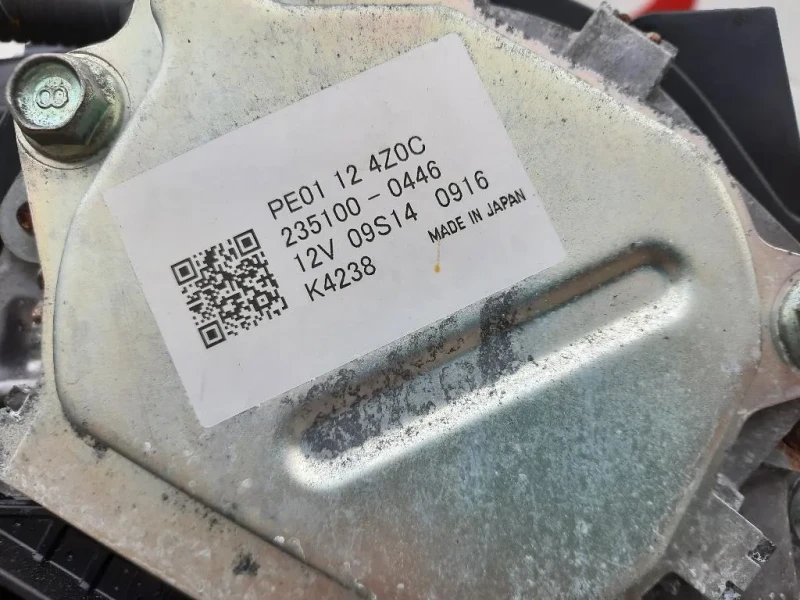 PE01 12 4Z0C
235100-0446
12V 09S14 0916
K4238 MADE IN JAPAN
8